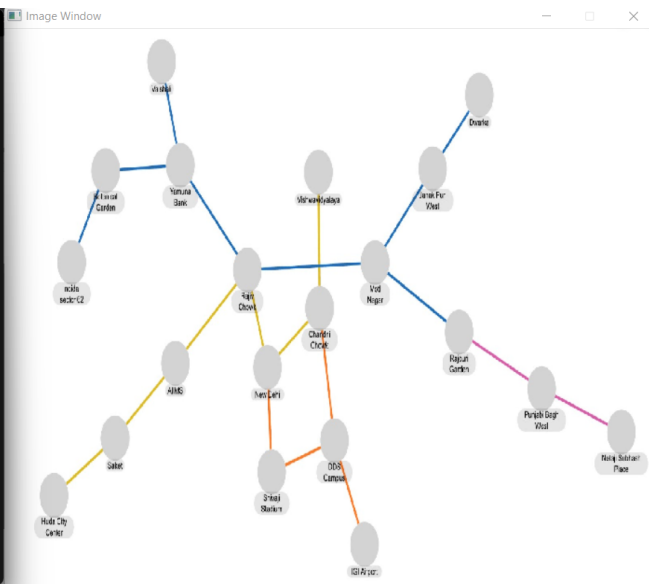 Image Window
Vaishali
Dwarka
Botanical
Garden
Yamuna
Bank
Vishwavidyalaya
Janak Puri
West
noida
sector 62
Rajiv
Chowk
Moti
Nagar
Chandni
Chowk
Rajouri
Garden
AIIMS
New Delhi
Punjabi Bagh
West
Saket
Netaji Subhash
Place
DDS
Campus
Shivaji
Stadium
Huda City
Center
IGI Airport